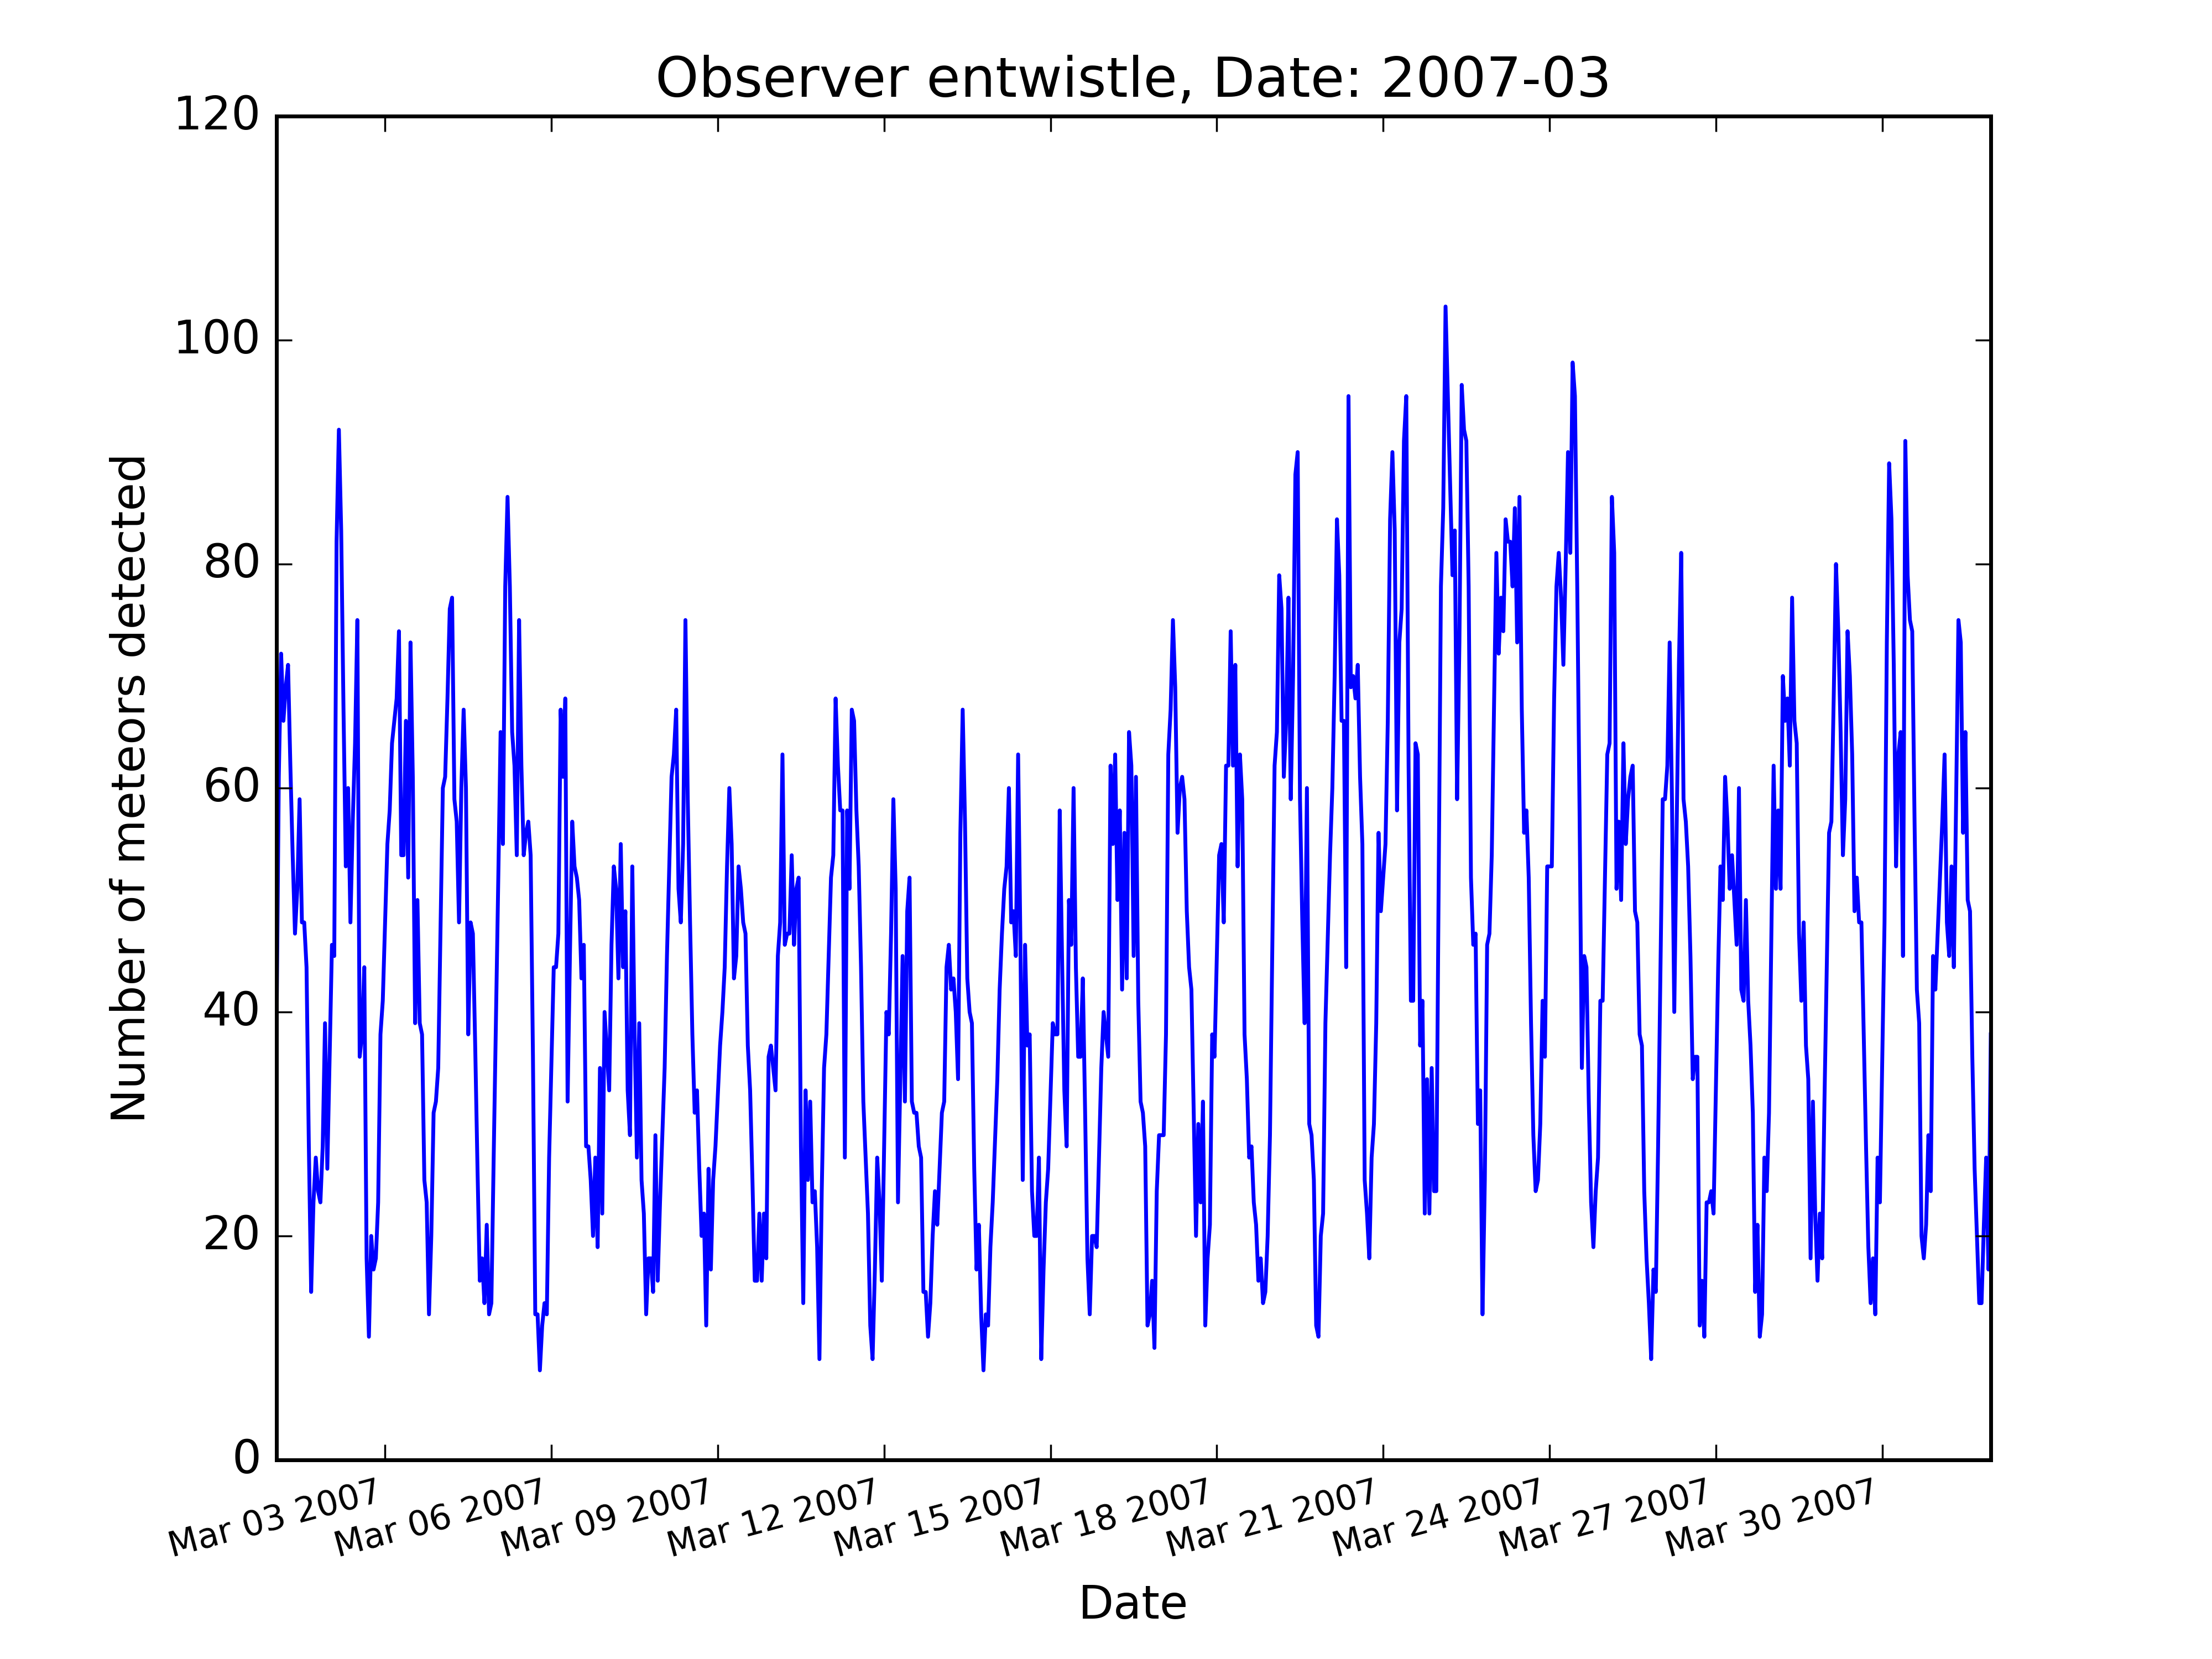 Observer entwistle, Date: 2007-03
120
100
80
60
40
20
0
Number of meteors detected
Mar 03 2007
Mar 06 2007
Mar 09 2007
Mar 12 2007
Mar 15 2007
Mar 18 2007
Mar 21 2007
Mar 24 2007
Mar 27 2007
Mar 30 2007
Date